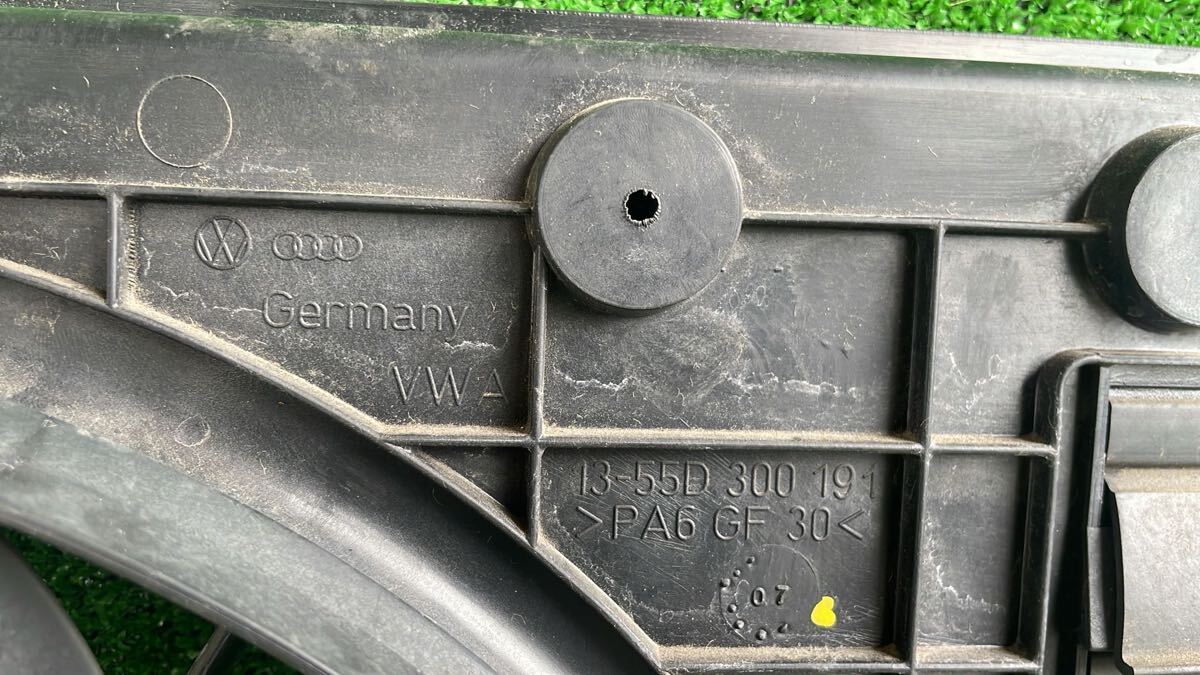 Germany
VWA
13-55D 300 191
>PA6 GF 30<
07